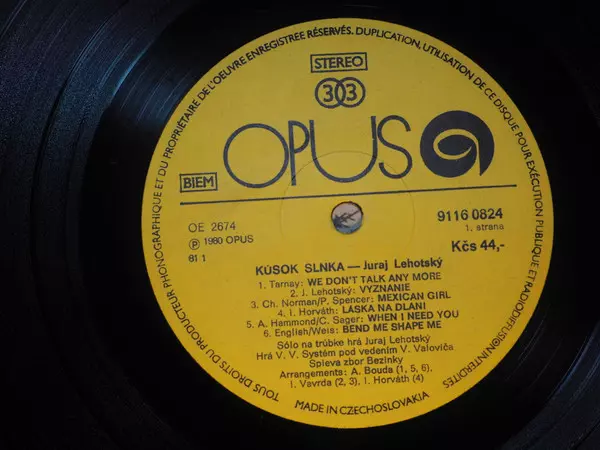 TOUS DROITS DU PRODUCTEUR PHONOGRAPHIQUE ET DU PROPRIÉTAIRE DE L'OEUVRE ENREGISTREE RÉSERVÉS. DUPLICATION, UTILISATION DE CE DISQUE POUR EXÉCUTION PUBLIQUE ET RADIODIFFUSION INTERDITES
STEREO
33
OPUS
BIEM
OE 2674
℗ 1980 OPUS
81 1
9116 0824
1. strana
Kčs 44,-
KÚSOK SLNKA — Juraj Lehotský
1. Tarnay: WE DON'T TALK ANY MORE
2. J. Lehotský: VYZNANIE
3. Ch. Norman/P. Spencer: MEXICAN GIRL
4. I. Horváth: LÁSKA NA DLANI
5. A. Hammond/C. Sager: WHEN I NEED YOU
6. English/Weis: BEND ME SHAPE ME
Sólo na trúbke hrá Juraj Lehotský
Hrá V. V. Systém pod vedením V. Valoviča
Spieva zbor Bezinky
Arrangements: A. Bouda (1, 5, 6).
I. Vavrda (2, 3), I. Horváth (4)
MADE IN CZECHOSLOVAKIA